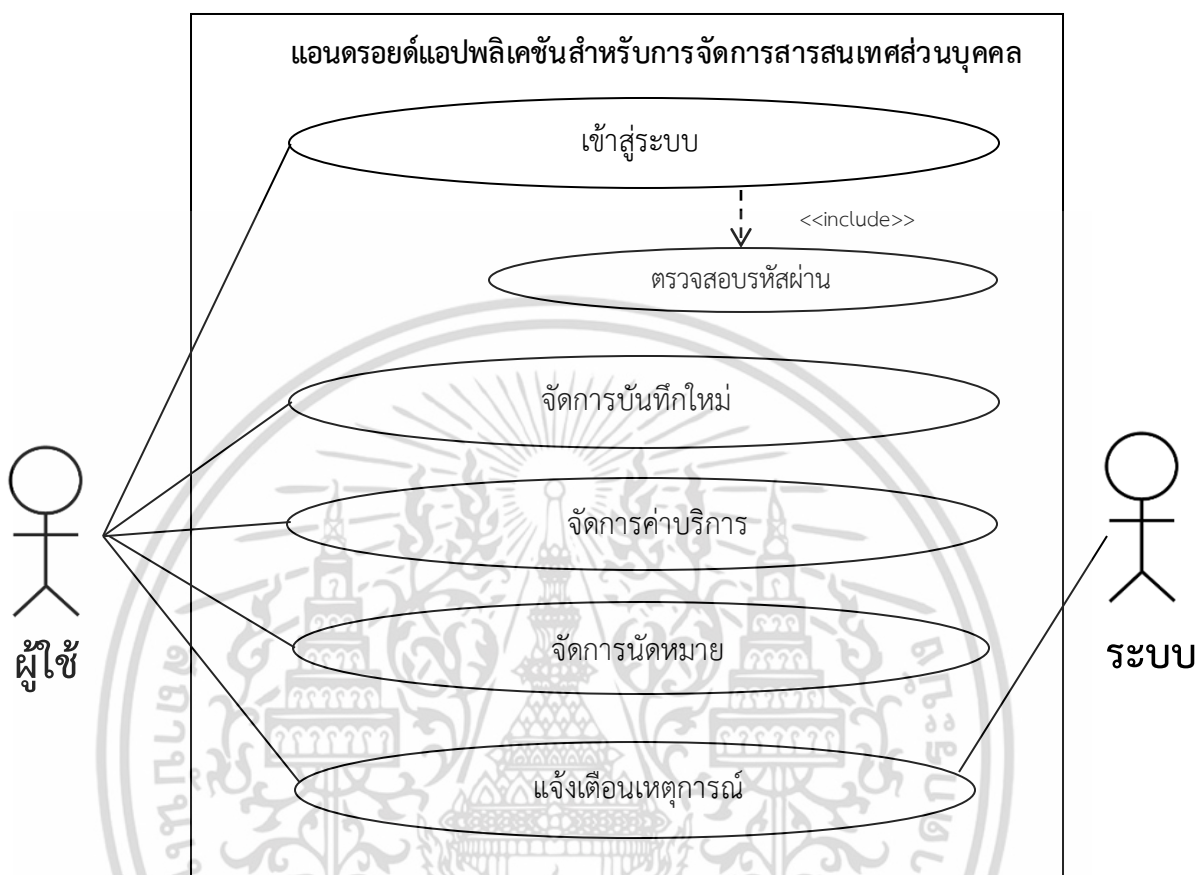 แอนดรอยด์แอปพลิเคชันสำหรับการจัดการสารสนเทศส่วนบุคคล
เข้าสู่ระบบ
<<include>>
ตรวจสอบรหัสผ่าน
จัดการบันทึกใหม่
จัดการค่าบริการ
จัดการนัดหมาย
ผู้ใช้
ระบบ
แจ้งเตือนเหตุการณ์